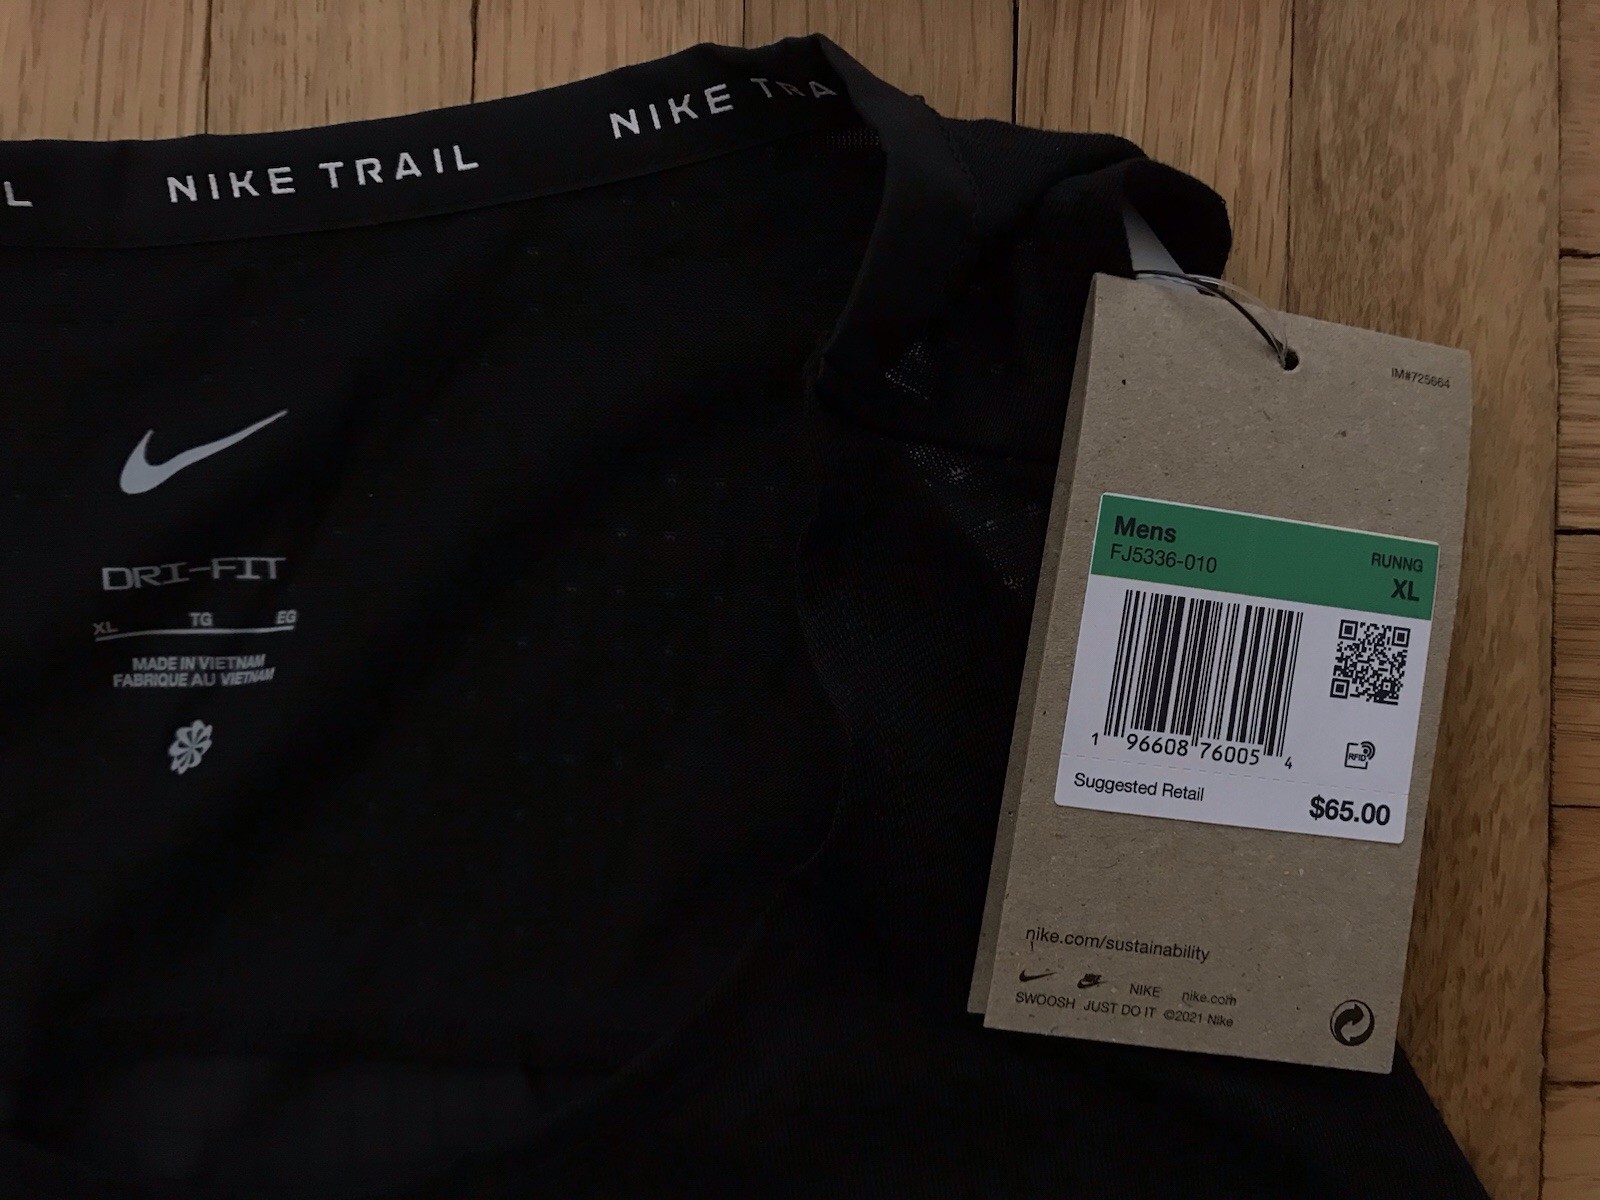 L NIKE TRAIL NIKE TRA
DRI-FIT
XL TG EG
MADE IN VIETNAM
FABRIQUE AU VIETNAM
IM#725664
Mens
FJ5336-010
RUNNG
XL
1 96608 76005 4
RFID
Suggested Retail
$65.00
nike.com/sustainability
NIKE nike.com
SWOOSH JUST DO IT ©2021 Nike